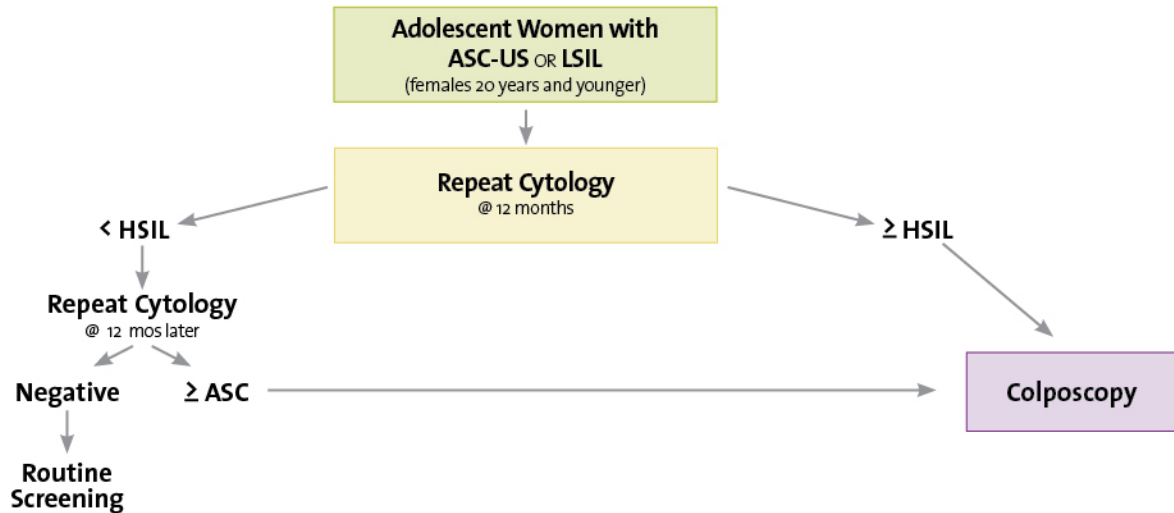 Adolescent Women with
ASC-US OR LSIL
(females 20 years and younger)
Repeat Cytology
@ 12 months
< HSIL
≥ HSIL
Repeat Cytology
@ 12 mos later
Negative
≥ ASC
Colposcopy
Routine
Screening